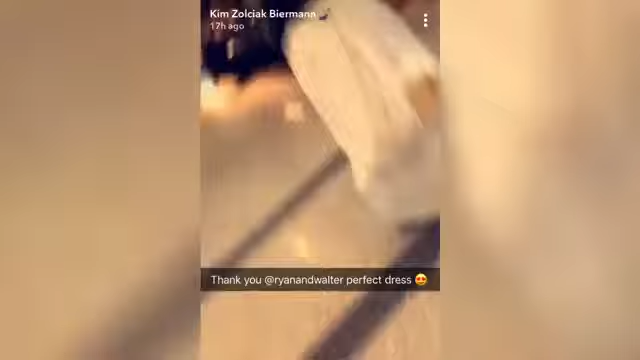 Kim Zolciak Biermann
17h ago
Thank you @ryanandwalter perfect dress 😍